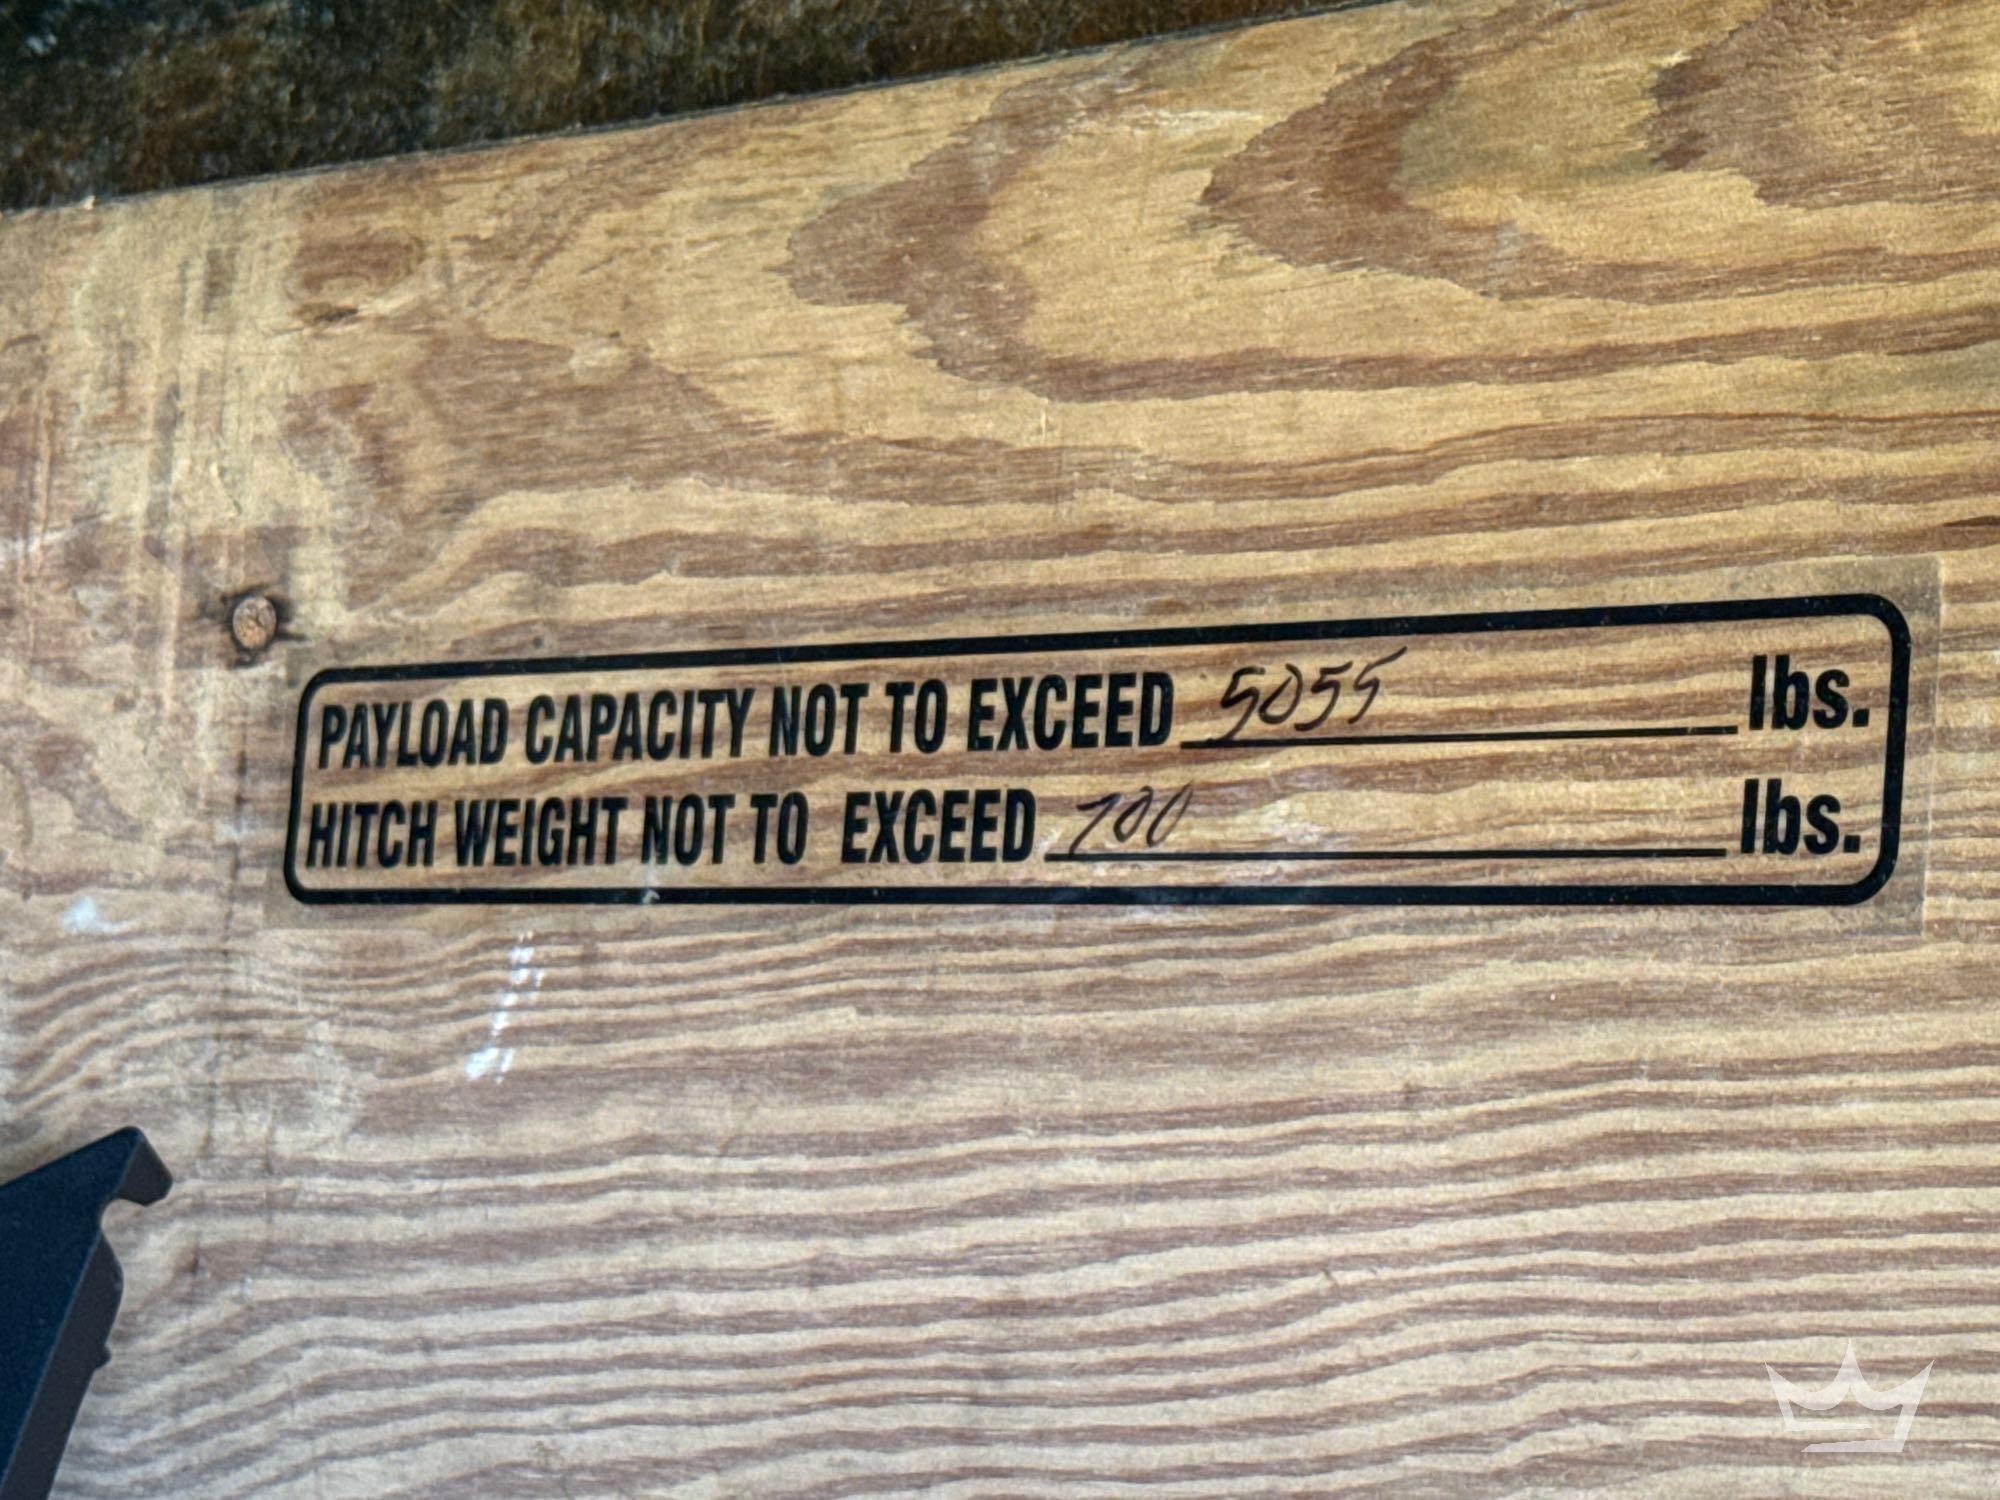 PAYLOAD CAPACITY NOT TO EXCEED 5055 lbs.
HITCH WEIGHT NOT TO EXCEED 700 lbs.